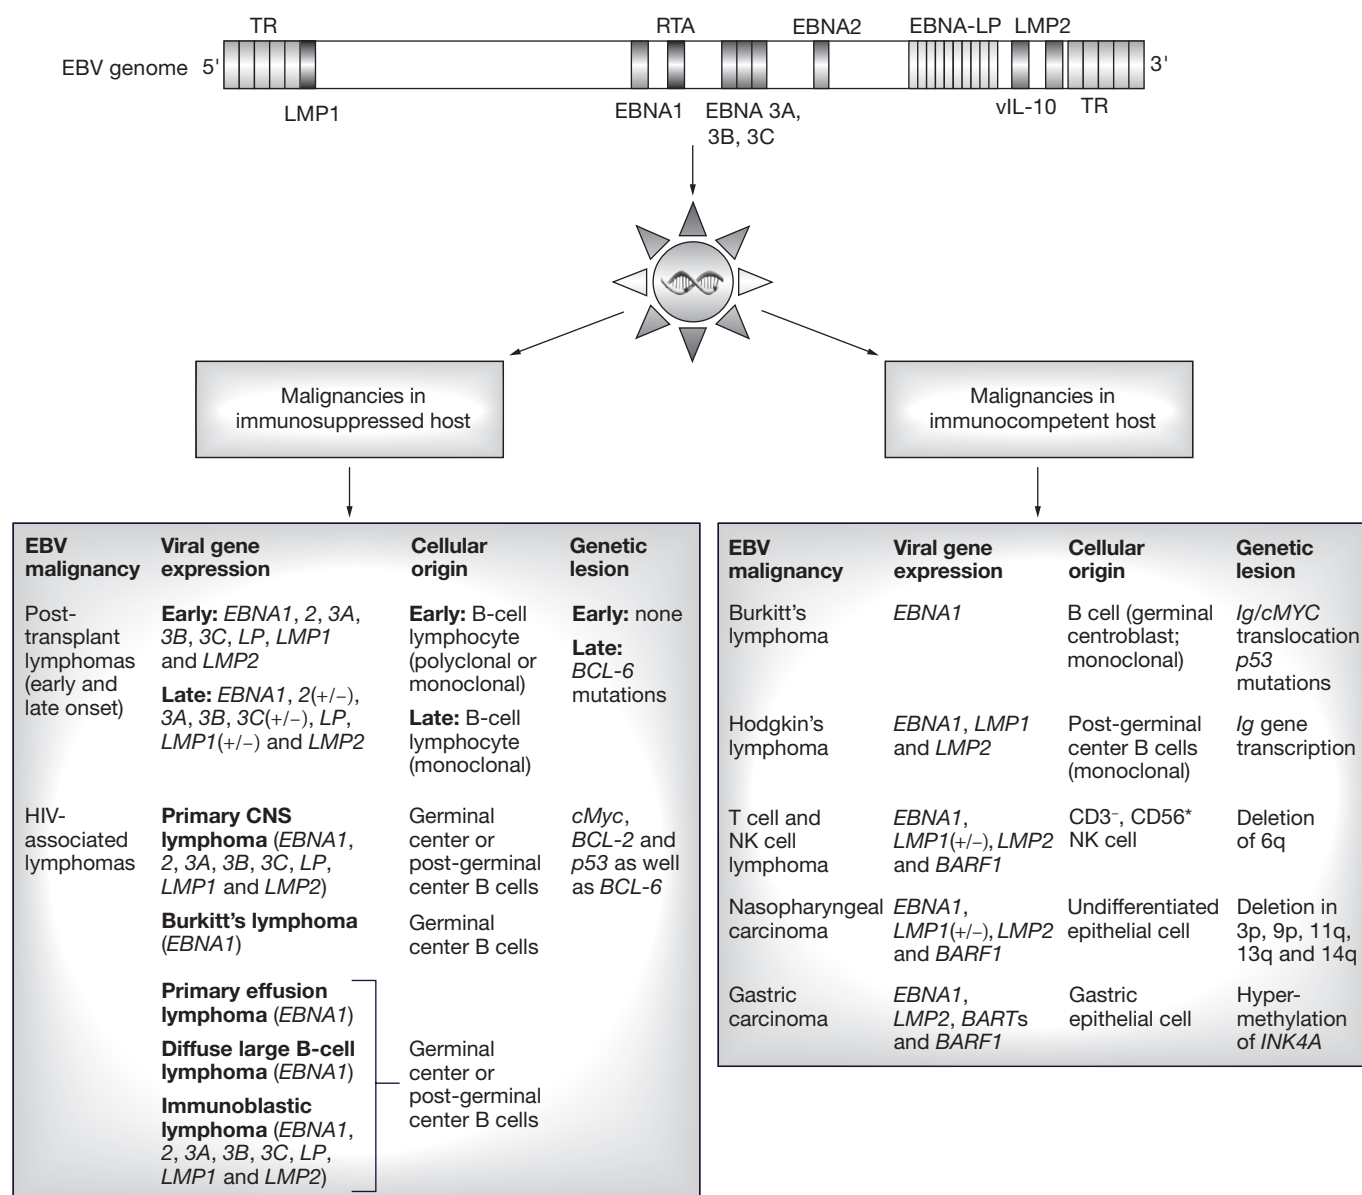 TR
RTA
EBNA2
EBNA-LP
LMP2
EBV genome 5'
3'
LMP1
EBNA1
EBNA 3A,
3B, 3C
vIL-10
TR
Malignancies in
immunosuppressed host
Malignancies in
immunocompetent host
EBV
malignancy
Viral gene
expression
Cellular
origin
Genetic
lesion
Post-
transplant
lymphomas
(early and
late onset)
Early: EBNA1, 2, 3A,
3B, 3C, LP, LMP1
and LMP2
Late: EBNA1, 2(+/–),
3A, 3B, 3C(+/–), LP,
LMP1(+/–) and LMP2
Early: B-cell
lymphocyte
(polyclonal or
monoclonal)
Late: B-cell
lymphocyte
(monoclonal)
Early: none
Late:
BCL-6
mutations
HIV-
associated
lymphomas
Primary CNS
lymphoma (EBNA1,
2, 3A, 3B, 3C, LP,
LMP1 and LMP2)
Germinal
center or
post-germinal
center B cells
cMyc,
BCL-2 and
p53 as well
as BCL-6
Burkitt's lymphoma
(EBNA1)
Germinal
center B cells
Primary effusion
lymphoma (EBNA1)
Diffuse large B-cell
lymphoma (EBNA1)
Immunoblastic
lymphoma (EBNA1,
2, 3A, 3B, 3C, LP,
LMP1 and LMP2)
Germinal
center or
post-germinal
center B cells
EBV
malignancy
Viral gene
expression
Cellular
origin
Genetic
lesion
Burkitt's
lymphoma
EBNA1
B cell (germinal
centroblast;
monoclonal)
Ig/cMYC
translocation
p53
mutations
Hodgkin's
lymphoma
EBNA1, LMP1
and LMP2
Post-germinal
center B cells
(monoclonal)
Ig gene
transcription
T cell and
NK cell
lymphoma
EBNA1,
LMP1(+/–), LMP2
and BARF1
CD3⁻, CD56*
NK cell
Deletion
of 6q
Nasopharyngeal
carcinoma
EBNA1,
LMP1(+/–), LMP2
and BARF1
Undifferentiated
epithelial cell
Deletion in
3p, 9p, 11q,
13q and 14q
Gastric
carcinoma
EBNA1,
LMP2, BARTs
and BARF1
Gastric
epithelial cell
Hyper-
methylation
of INK4A